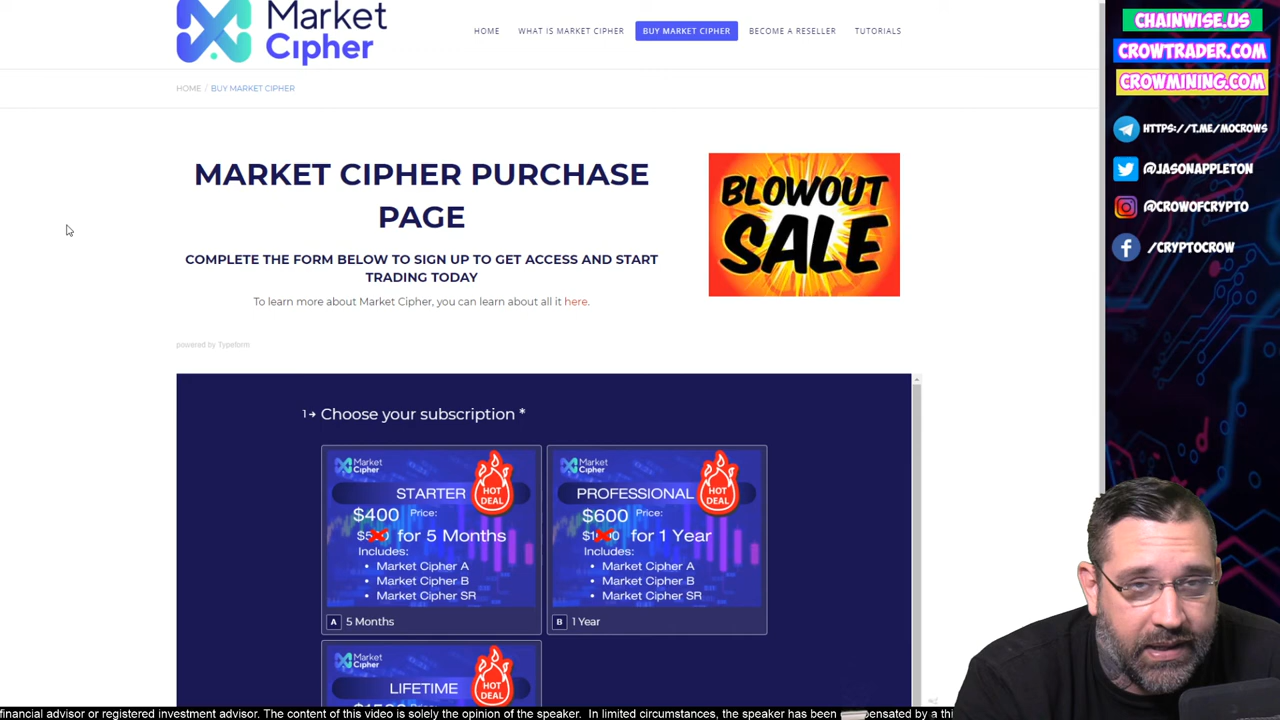 Market
Cipher
HOME
WHAT IS MARKET CIPHER
BUY MARKET CIPHER
BECOME A RESELLER
TUTORIALS
HOME / BUY MARKET CIPHER
MARKET CIPHER PURCHASE
PAGE
COMPLETE THE FORM BELOW TO SIGN UP TO GET ACCESS AND START
TRADING TODAY
To learn more about Market Cipher, you can learn about all it here.
BLOWOUT
SALE
powered by Typeform
1 → Choose your subscription *
Market
Cipher
HOT
DEAL
STARTER
$400 Price:
for 5 Months
Includes:
• Market Cipher A
• Market Cipher B
• Market Cipher SR
A 5 Months
Market
Cipher
HOT
DEAL
PROFESSIONAL
$600 Price:
for 1 Year
Includes:
• Market Cipher A
• Market Cipher B
• Market Cipher SR
B 1 Year
Market
Cipher
HOT
DEAL
LIFETIME
CHAINWISE.US
CROWTRADER.COM
CROWMINING.COM
HTTPS://T.ME/MOCROWS
@JASONAPPLETON
@CROWOFCRYPTO
/CRYPTOCROW
financial advisor or registered investment advisor. The content of this video is solely the opinion of the speaker. In limited circumstances, the speaker has been